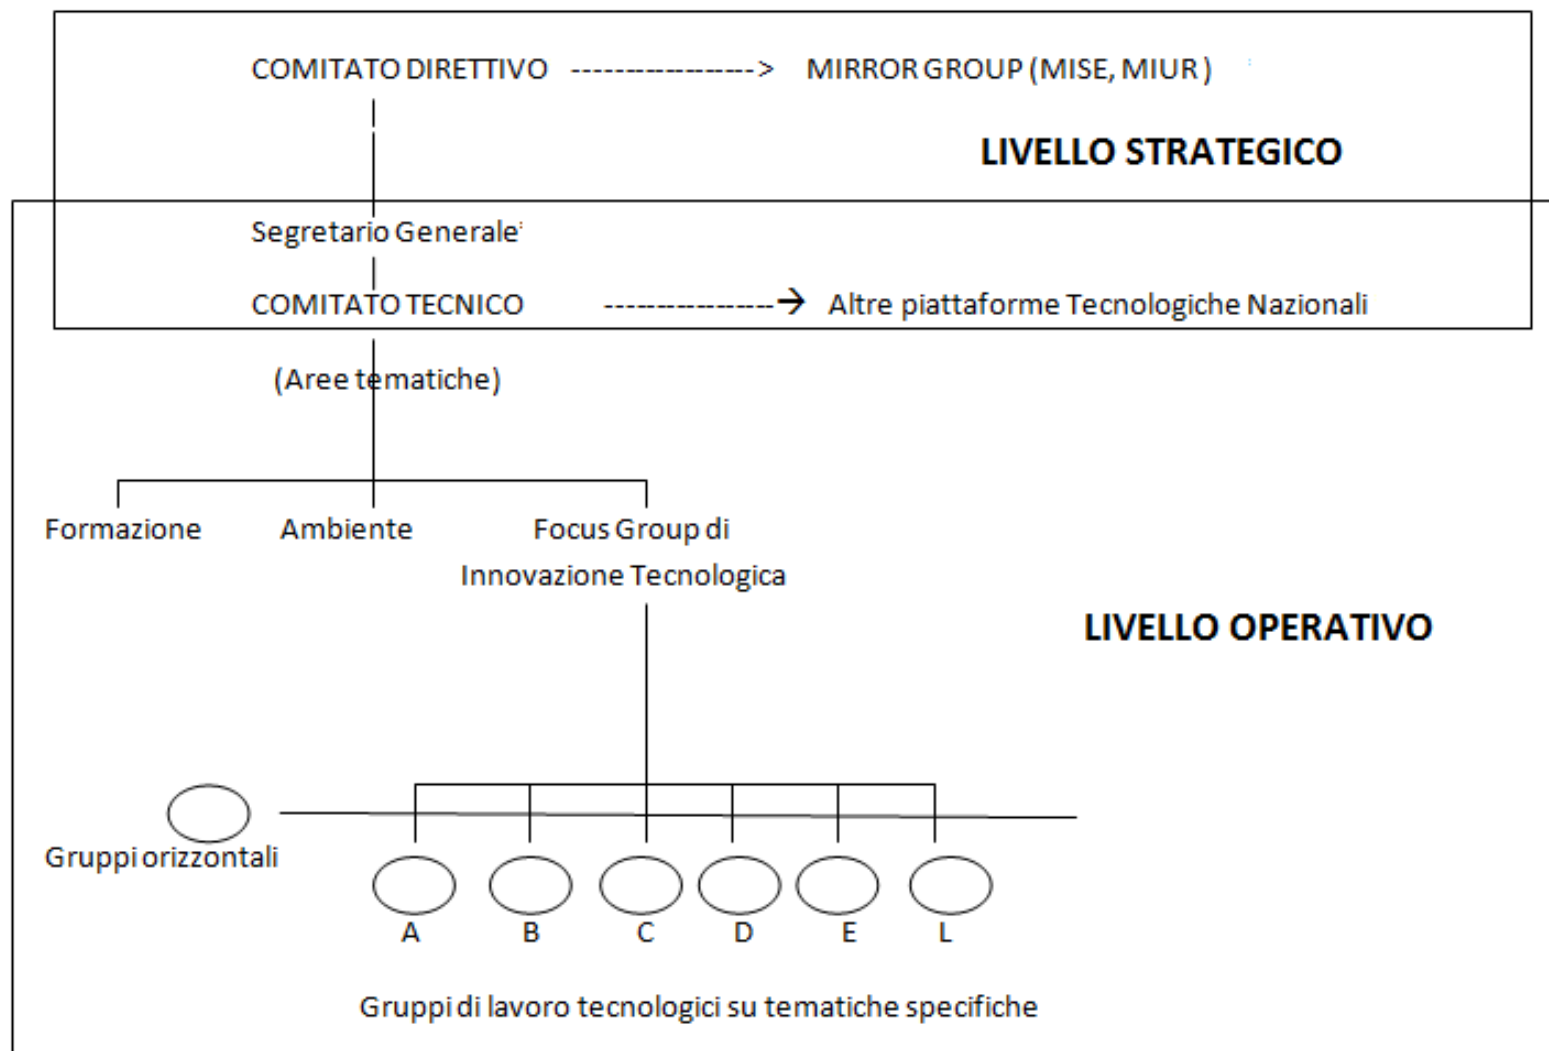 COMITATO DIRETTIVO ------------------> MIRROR GROUP (MISE, MIUR )
LIVELLO STRATEGICO
Segretario Generale
COMITATO TECNICO -----------------→ Altre piattaforme Tecnologiche Nazionali
(Aree tematiche)
Formazione Ambiente Focus Group di
Innovazione Tecnologica
LIVELLO OPERATIVO
Gruppi orizzontali
A B C D E L
Gruppi di lavoro tecnologici su tematiche specifiche